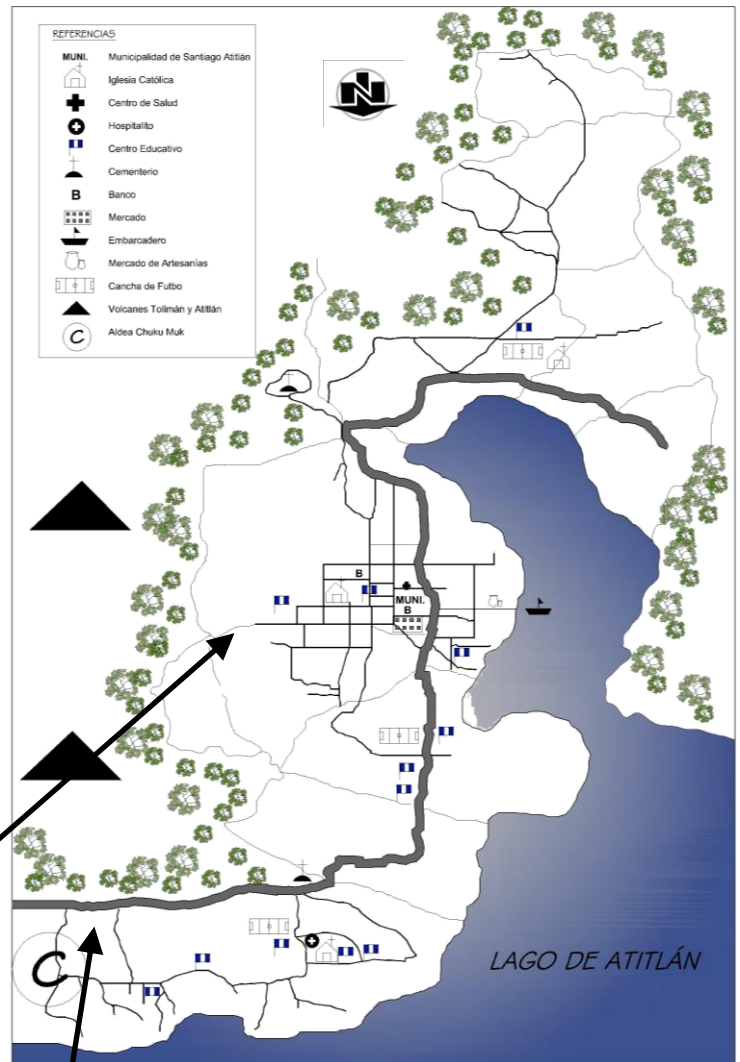 REFERENCIAS
MUNI. Municipalidad de Santiago Atitlán
Iglesia Católica
Centro de Salud
Hospitalito
Centro Educativo
Cementerio
B Banco
Mercado
Embarcadero
Mercado de Artesanías
Cancha de Futbo
Volcanes Tolimán y Atitlán
C Aldea Chuku Muk
N
B
MUNI.
B
C
LAGO DE ATITLÁN